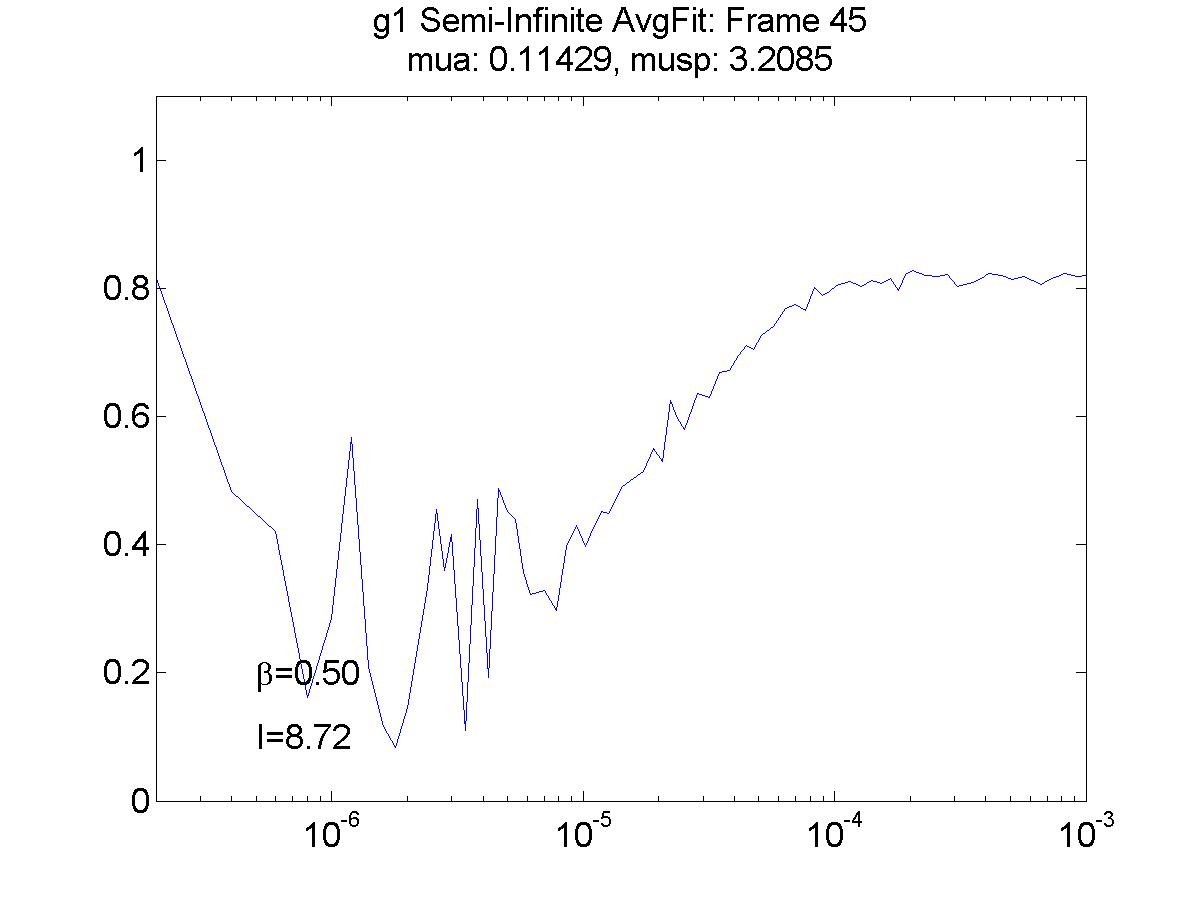 g1 Semi-Infinite AvgFit: Frame 45
mua: 0.11429, musp: 3.2085
1
0.8
0.6
0.4
0.2
0
β=0.50
I=8.72
10^-6
10^-5
10^-4
10^-3